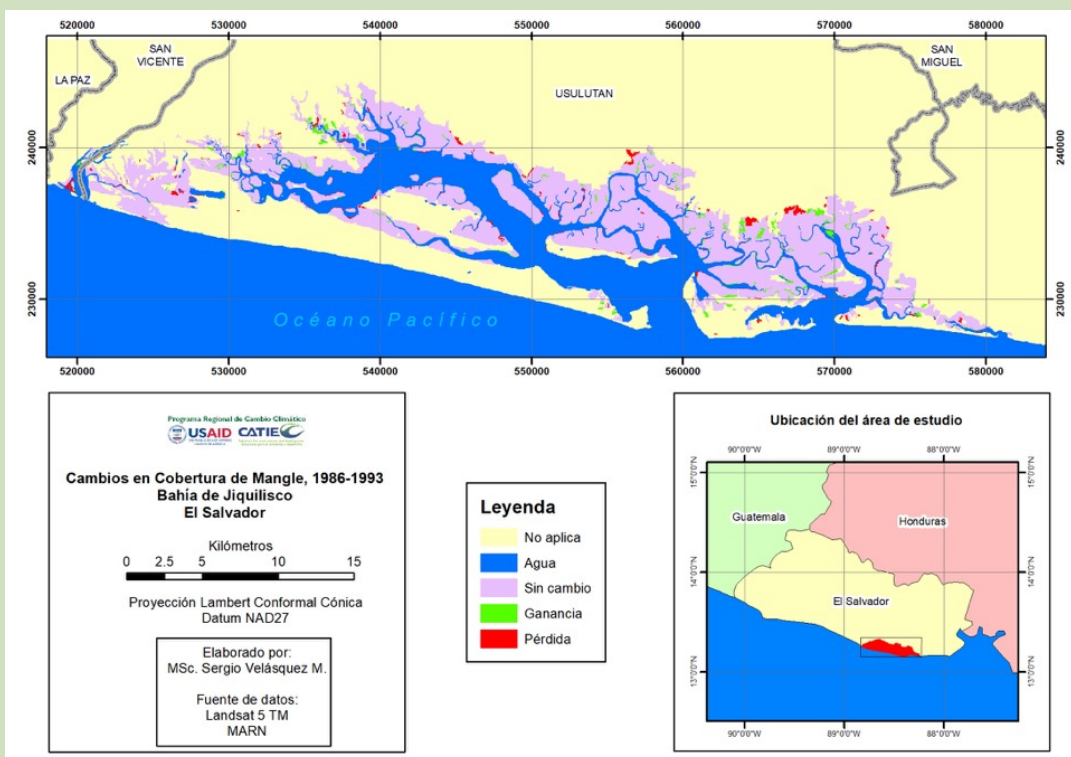 520000 530000 540000 550000 560000 570000 580000
SAN
VICENTE
LA PAZ
USULUTAN
SAN
MIGUEL
240000 240000
230000 230000
Océano Pacífico
520000 530000 540000 550000 560000 570000 580000
Programa Regional de Cambio Climático
USAID CATIE
Cambios en Cobertura de Mangle, 1986-1993
Bahía de Jiquilisco
El Salvador
Kilómetros
0 2.5 5 10 15
Proyección Lambert Conformal Cónica
Datum NAD27
Elaborado por:
MSc. Sergio Velásquez M.
Fuente de datos:
Landsat 5 TM
MARN
Leyenda
No aplica
Agua
Sin cambio
Ganancia
Pérdida
Ubicación del área de estudio
90°0'0"W 89°0'0"W 88°0'0"W
15°0'0"N 15°0'0"N
Guatemala
Honduras
14°0'0"N 14°0'0"N
El Salvador
13°0'0"N 13°0'0"N
90°0'0"W 89°0'0"W 88°0'0"W